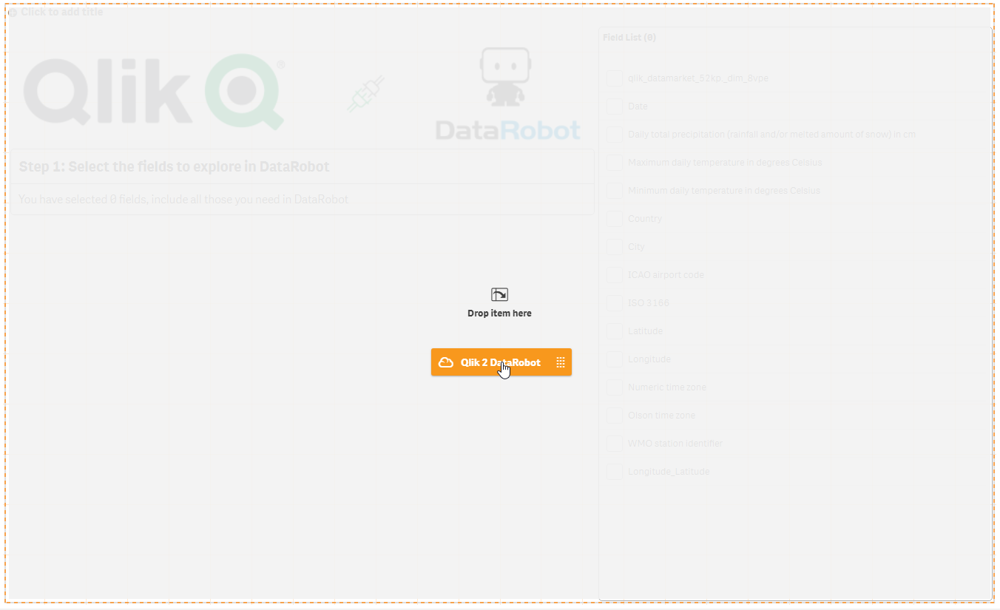 Click to add title
Qlik Q®
DataRobot
Step 1: Select the fields to explore in DataRobot
You have selected 0 fields, include all those you need in DataRobot
Drop item here
Qlik 2 DataRobot
Field List (0)
qlik_datamarket_52kp._dim_8vpe
Date
Daily total precipitation (rainfall and/or melted amount of snow) in cm
Maximum daily temperature in degrees Celsius
Minimum daily temperature in degrees Celsius
Country
City
ICAO airport code
ISO 3166
Latitude
Longitude
Numeric time zone
Olson time zone
WMO station identifier
Longitude_Latitude